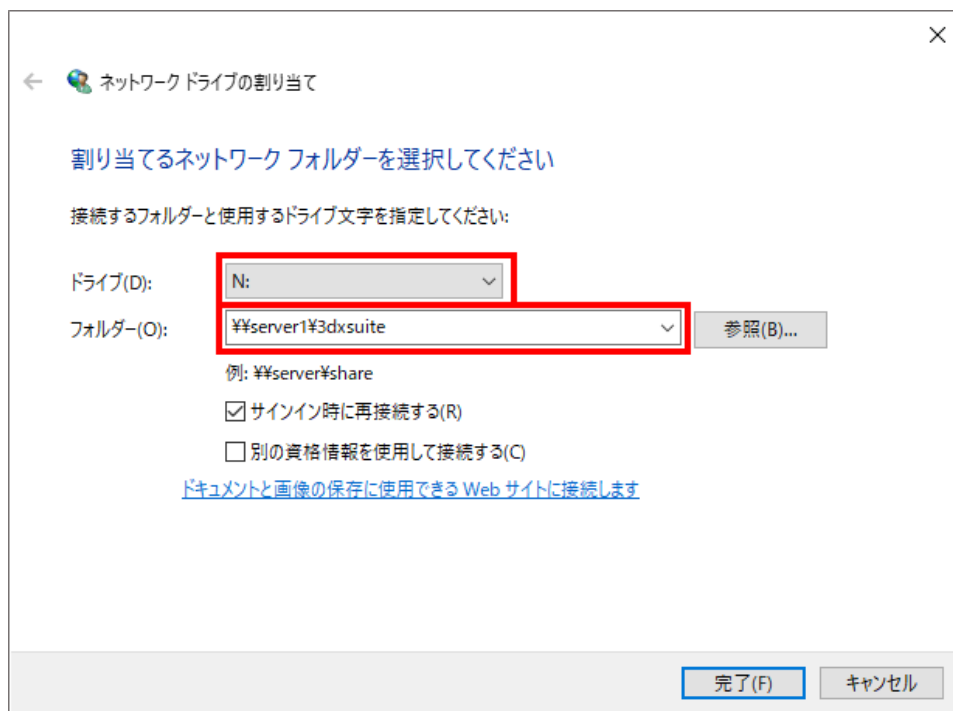 ネットワーク ドライブの割り当て
割り当てるネットワーク フォルダーを選択してください
接続するフォルダーと使用するドライブ文字を指定してください:
ドライブ(D): N:
フォルダー(O): ¥¥server1¥3dxsuite 参照(B)...
例: ¥¥server¥share
サインイン時に再接続する(R)
別の資格情報を使用して接続する(C)
ドキュメントと画像の保存に使用できる Web サイトに接続します
完了(F) キャンセル